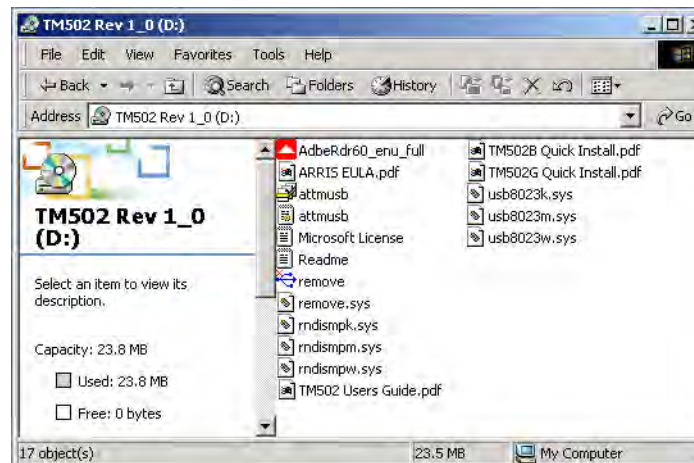 TM502 Rev 1_0 (D:)
File Edit View Favorites Tools Help
Back Search Folders History
Address TM502 Rev 1_0 (D:) Go
TM502 Rev 1_0
(D:)
Select an item to view its
description.
Capacity: 23.8 MB
Used: 23.8 MB
Free: 0 bytes
AdbeRdr60_enu_full
ARRIS EULA.pdf
attmusb
attmusb
Microsoft License
Readme
remove
remove.sys
rndismpk.sys
rndismpm.sys
rndismpw.sys
TM502 Users Guide.pdf
TM502B Quick Install.pdf
TM502G Quick Install.pdf
usb8023k.sys
usb8023m.sys
usb8023w.sys
17 object(s) 23.5 MB My Computer